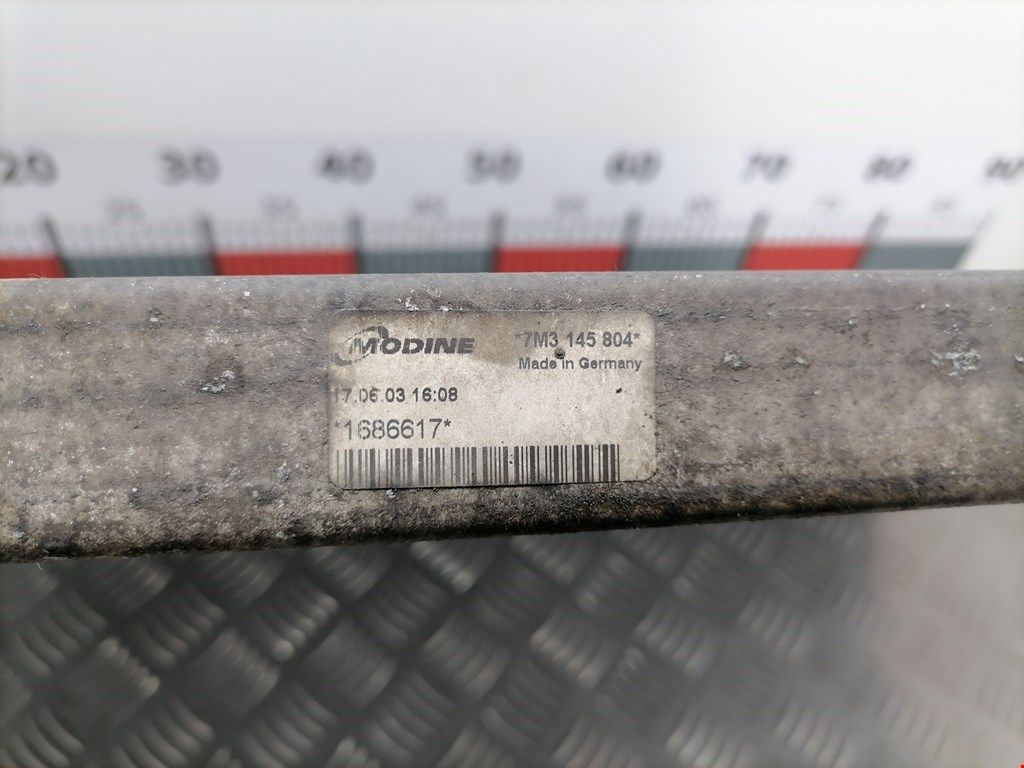 20 30 40 50 60 70 80 90
MODINE *7M3 145 804*
Made in Germany
17.06.03 16:08
*1686617*